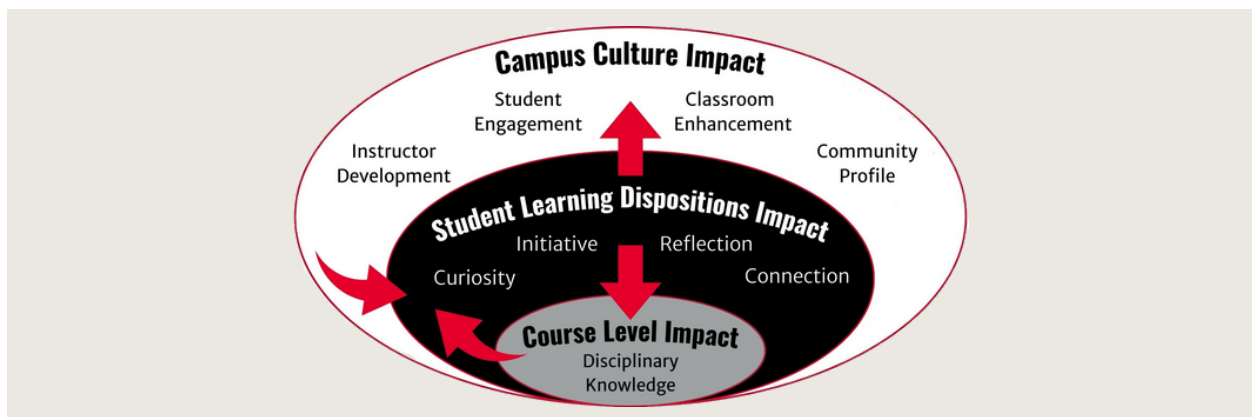 Campus Culture Impact
Student
Engagement
Classroom
Enhancement
Instructor
Development
Community
Profile
Student Learning Dispositions Impact
Initiative
Reflection
Curiosity
Connection
Course Level Impact
Disciplinary
Knowledge